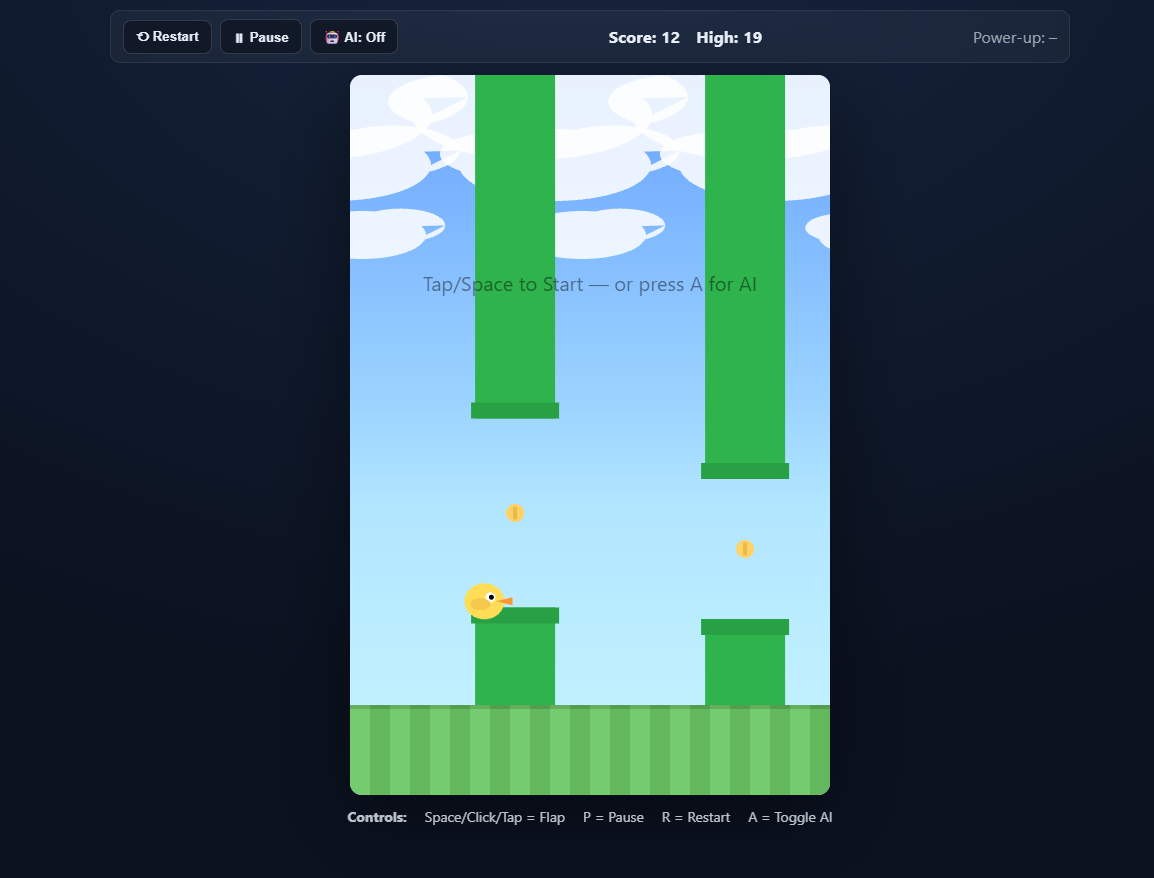 Restart Pause AI: Off Score: 12 High: 19 Power-up: –
Tap/Space to Start — or press A for AI
Controls: Space/Click/Tap = Flap P = Pause R = Restart A = Toggle AI